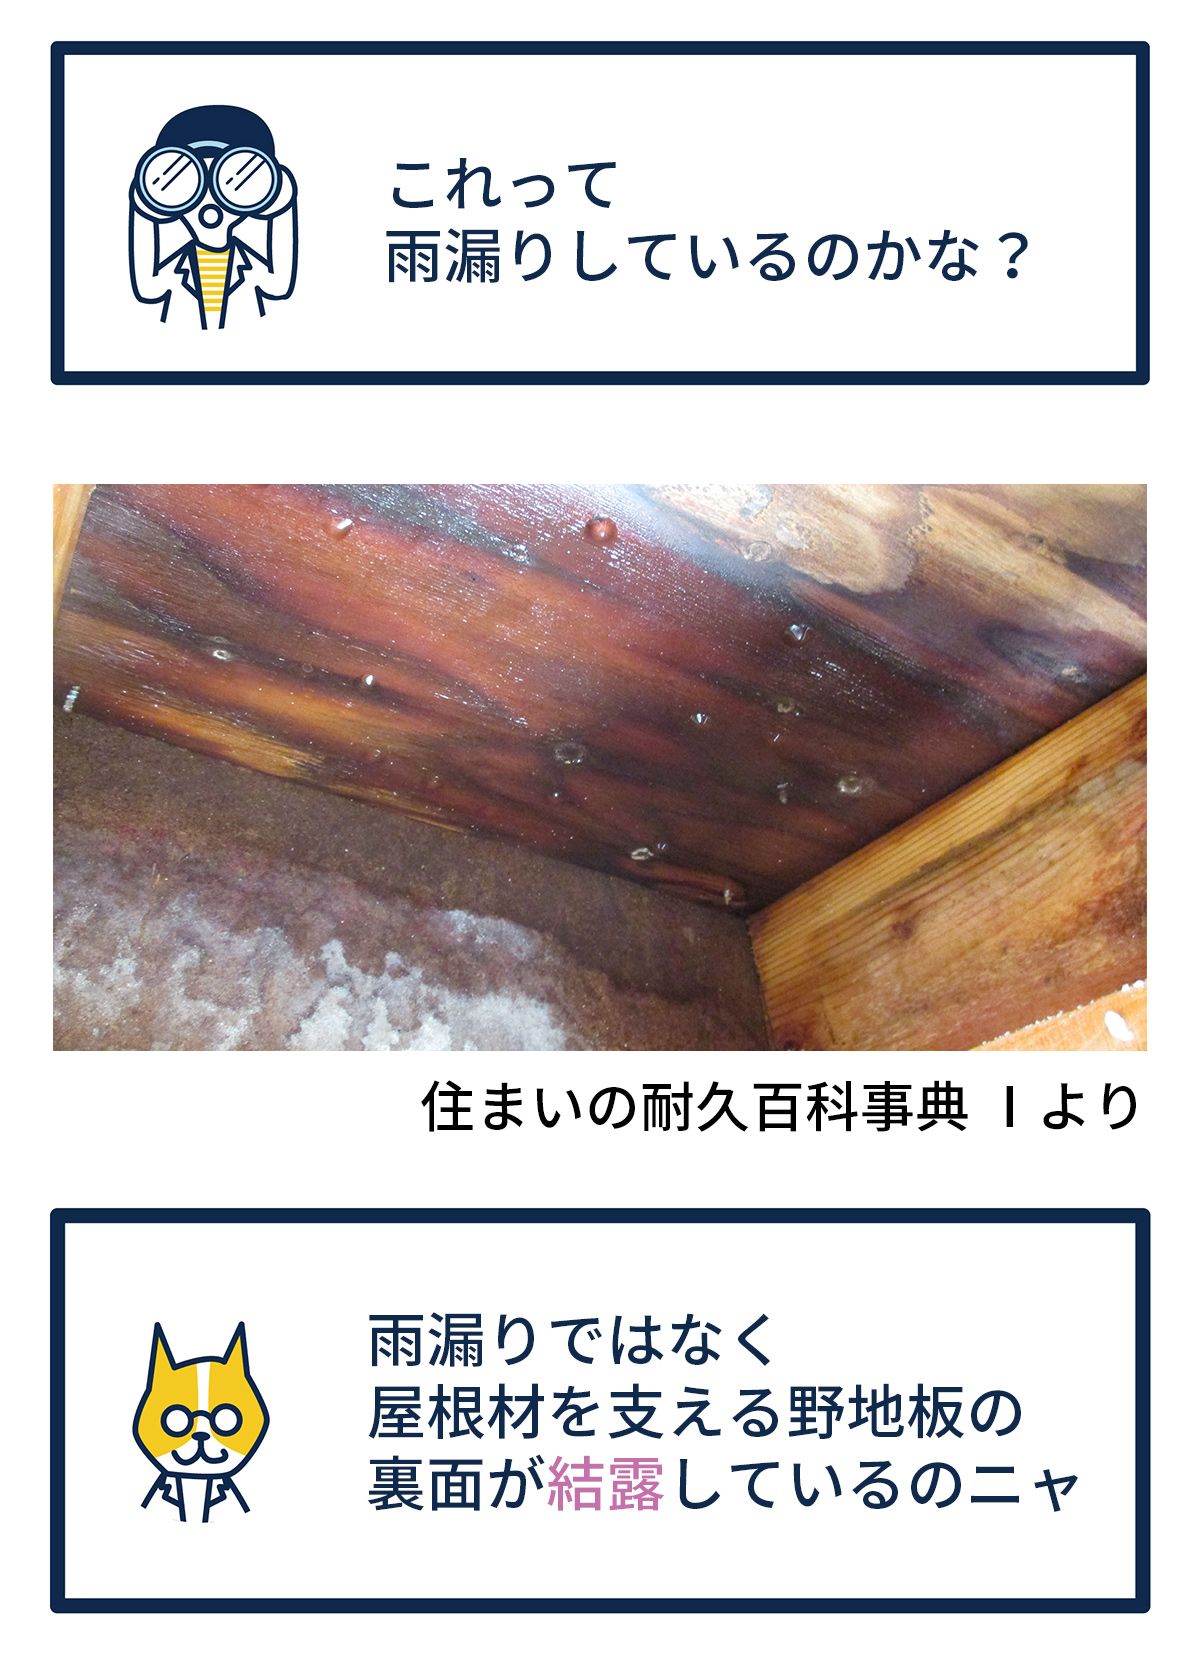 これって
雨漏りしているのかな？
住まいの耐久百科事典 Ⅰより
雨漏りではなく
屋根材を支える野地板の
裏面が結露しているのニャ